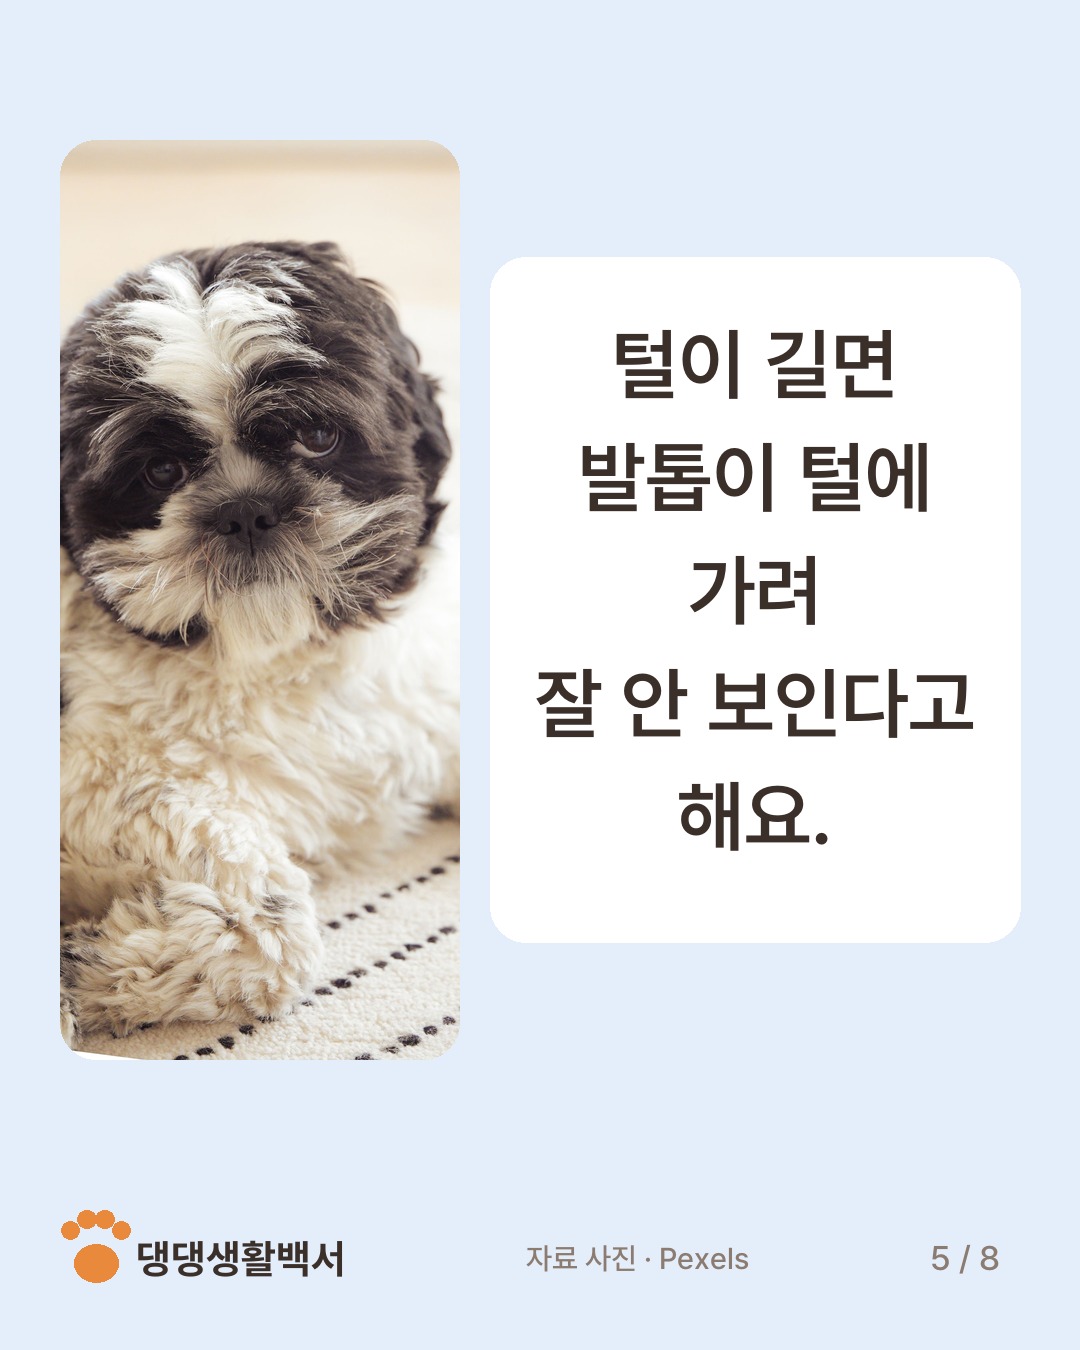 털이 길면
발톱이 털에
가려
잘 안 보인다고
해요.
댕댕생활백서
자료 사진 · Pexels
5 / 8